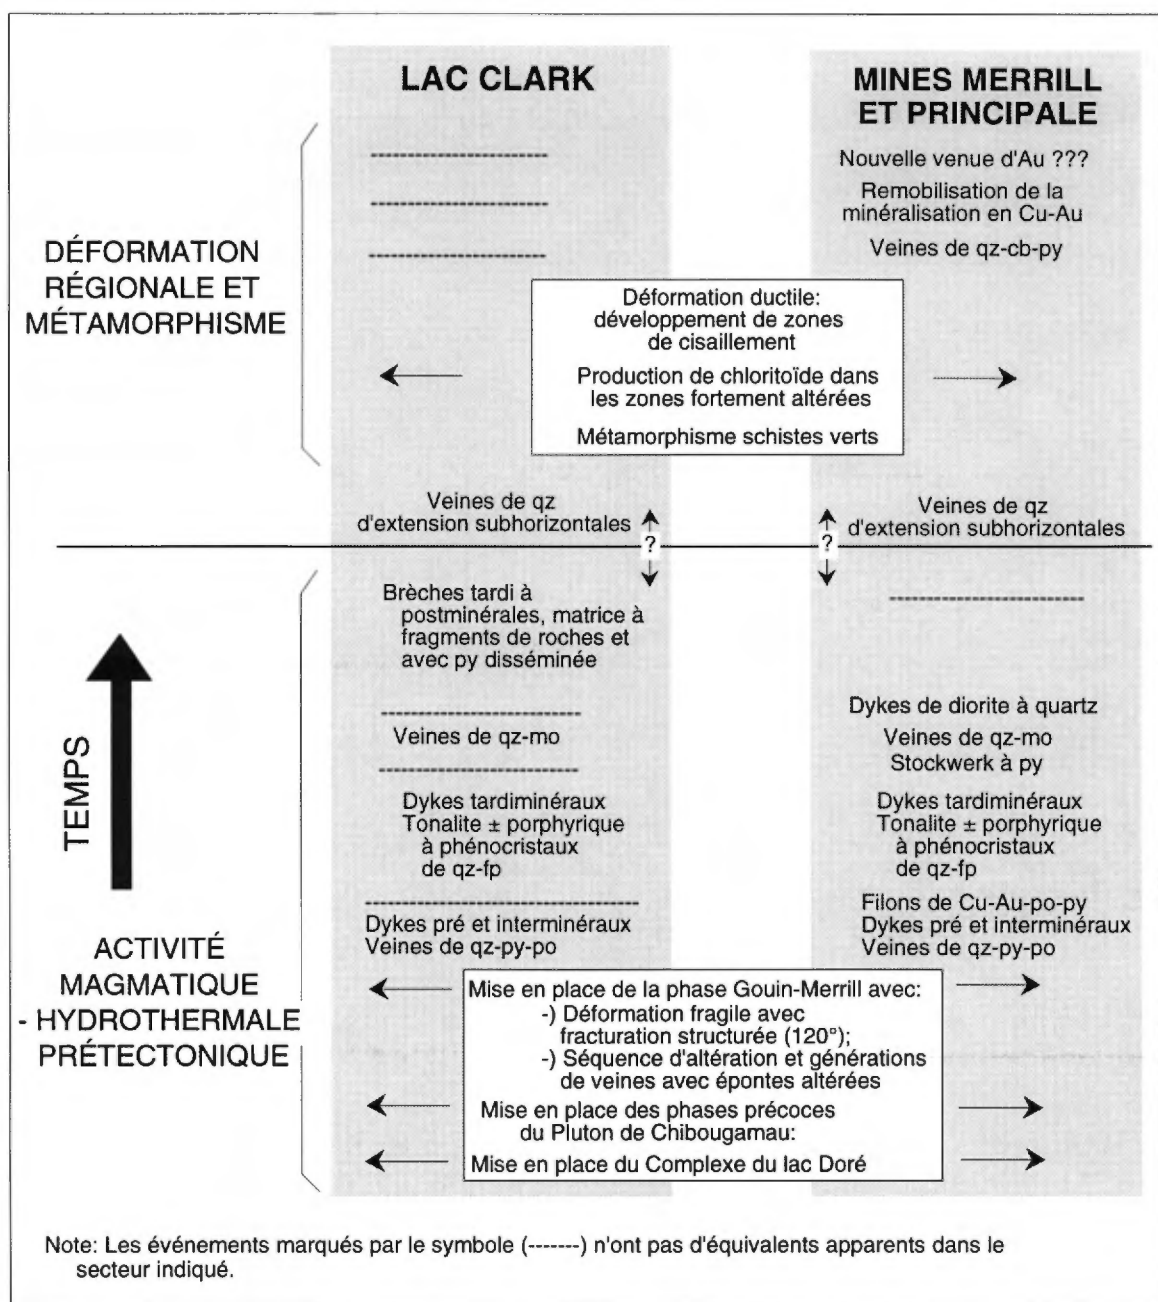 LAC CLARK
MINES MERRILL
ET PRINCIPALE
DÉFORMATION
RÉGIONALE ET
MÉTAMORPHISME
-----------------------
-----------------------
-----------------------
Nouvelle venue d'Au ???
Remobilisation de la
minéralisation en Cu-Au
Veines de qz-cb-py
Déformation ductile:
développement de zones
de cisaillement
Production de chloritoïde dans
les zones fortement altérées
Métamorphisme schistes verts
Veines de qz
d'extension subhorizontales
?
?
Veines de qz
d'extension subhorizontales
TEMPS
ACTIVITÉ
MAGMATIQUE
- HYDROTHERMALE
PRÉTECTONIQUE
Brèches tardi à
postminérales, matrice à
fragments de roches et
avec py disséminée
-------------------------
Veines de qz-mo
-------------------------
Dykes tardiminéraux
Tonalite ± porphyrique
à phénocristaux
de qz-fp
-----------------------------------
Dykes pré et interminéraux
Veines de qz-py-po
-------------------------
Dykes de diorite à quartz
Veines de qz-mo
Stockwerk à py
Dykes tardiminéraux
Tonalite ± porphyrique
à phénocristaux
de qz-fp
Filons de Cu-Au-po-py
Dykes pré et interminéraux
Veines de qz-py-po
Mise en place de la phase Gouin-Merrill avec:
-) Déformation fragile avec
fracturation structurée (120°);
-) Séquence d'altération et générations
de veines avec épontes altérées
Mise en place des phases précoces
du Pluton de Chibougamau:
Mise en place du Complexe du lac Doré
Note: Les événements marqués par le symbole (-------) n'ont pas d'équivalents apparents dans le
secteur indiqué.